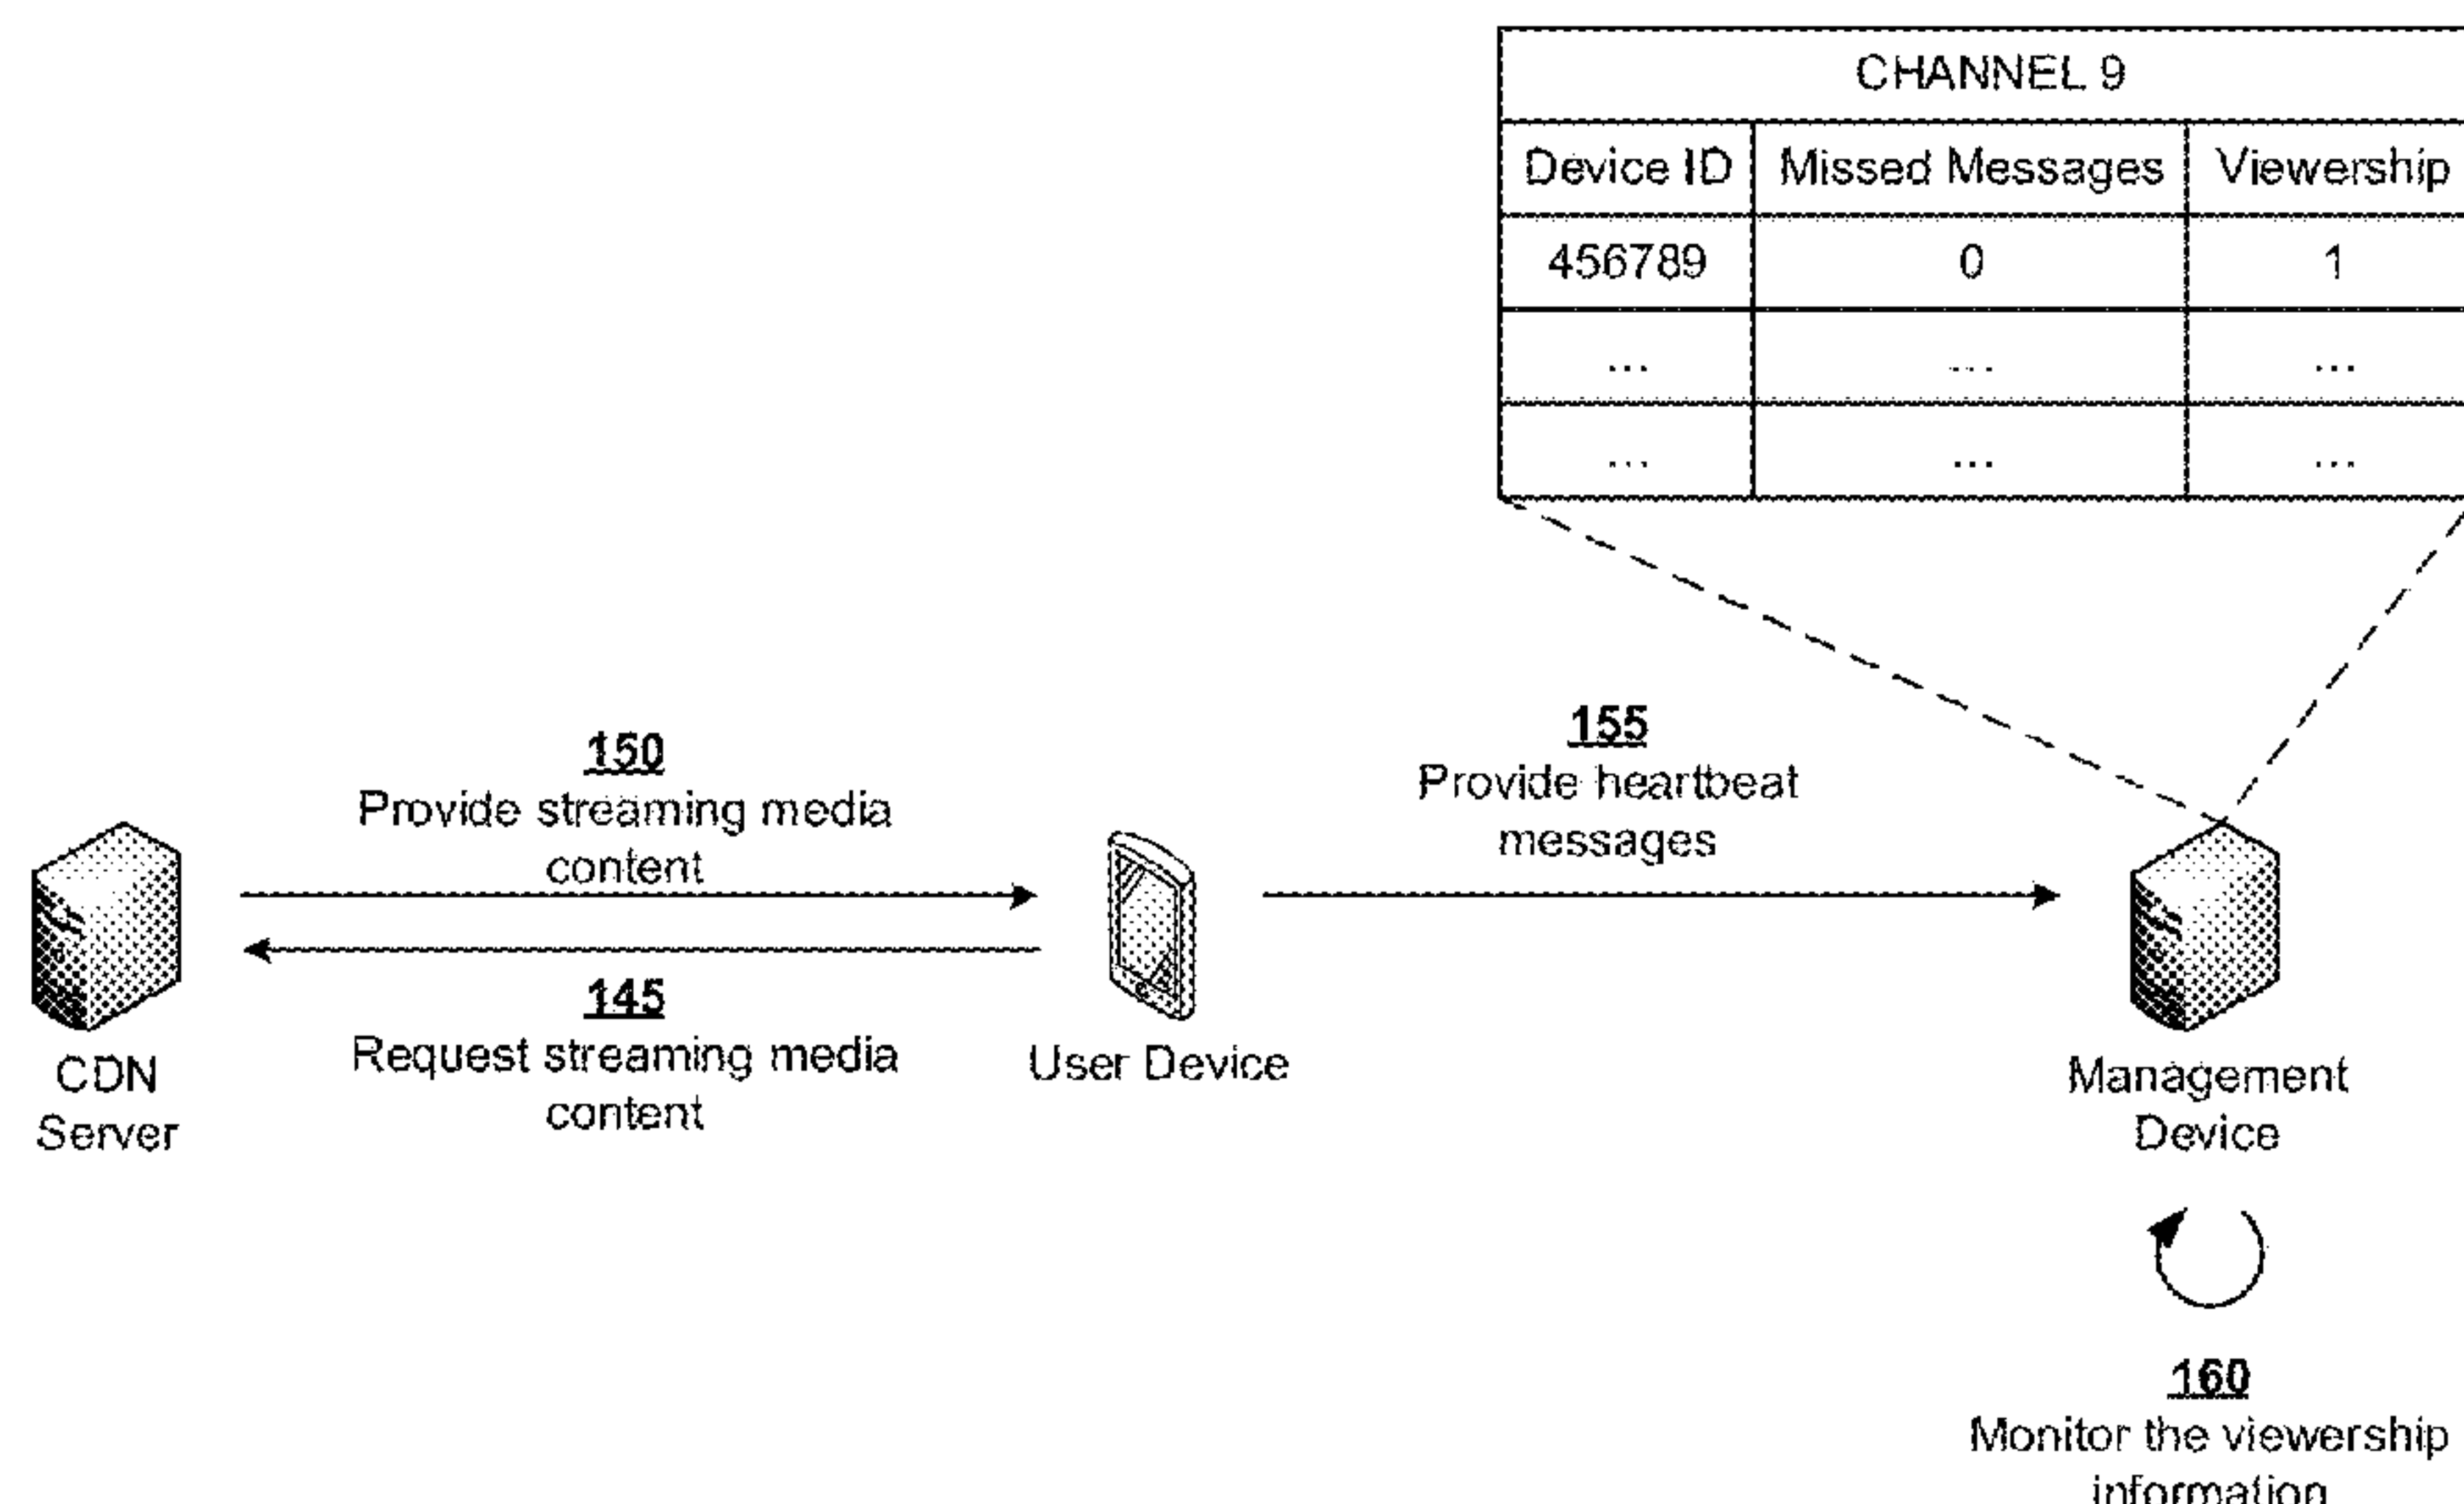 CHANNEL 9
Device ID Missed Messages Viewership
456789 0 1
... ... ...
... ... ...
150
Provide streaming media
content
155
Provide heartbeat
messages
145
Request streaming media
content
CDN
Server
User Device
Management
Device
160
Monitor the viewership
information